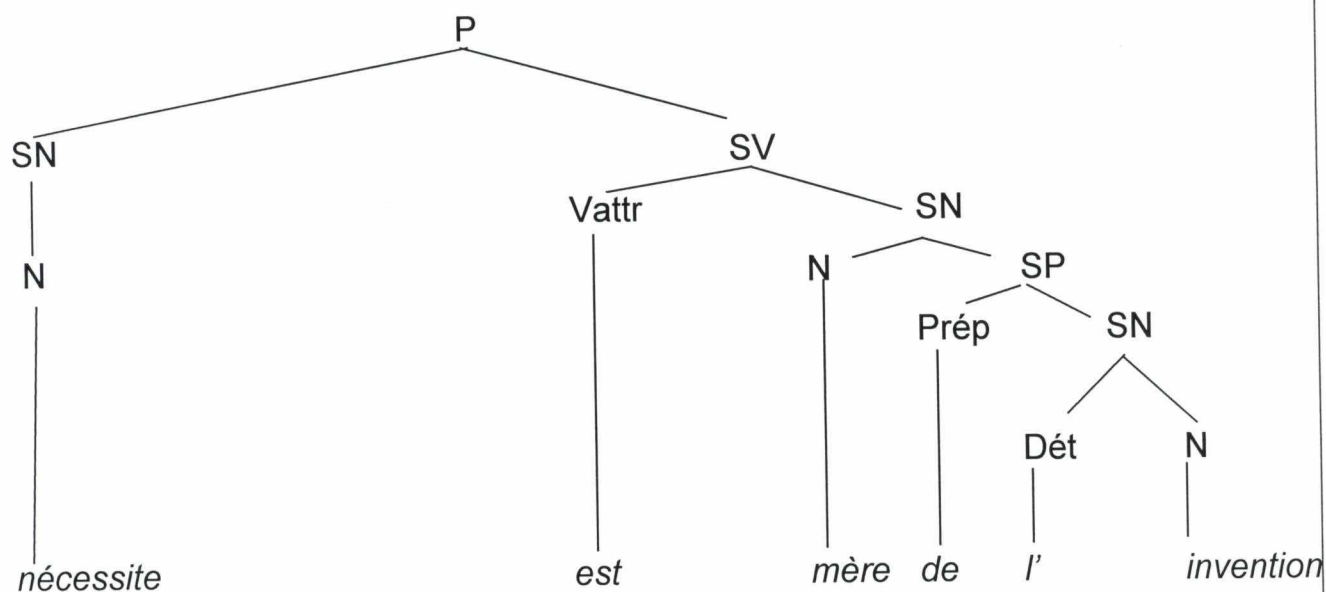 P
SN SV
Vattr SN
N N SP
Prép SN
Dét N
nécessite est mère de l' invention